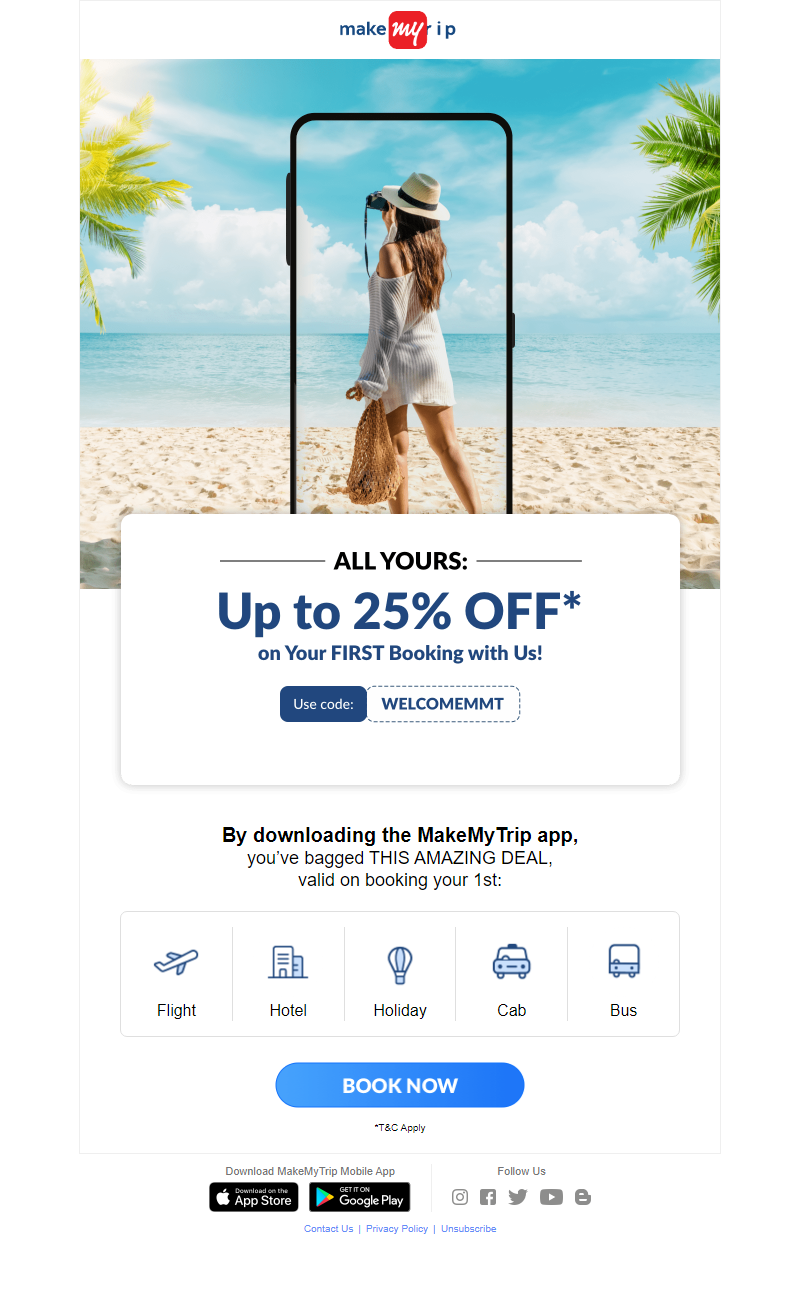 make my trip
ALL YOURS:
Up to 25% OFF*
on Your FIRST Booking with Us!
Use code: WELCOMEMMT
By downloading the MakeMyTrip app,
you've bagged THIS AMAZING DEAL,
valid on booking your 1st:
Flight Hotel Holiday Cab Bus
BOOK NOW
*T&C Apply
Download MakeMyTrip Mobile App
Follow Us
Download on the
App Store
GET IT ON
Google Play
Contact Us | Privacy Policy | Unsubscribe